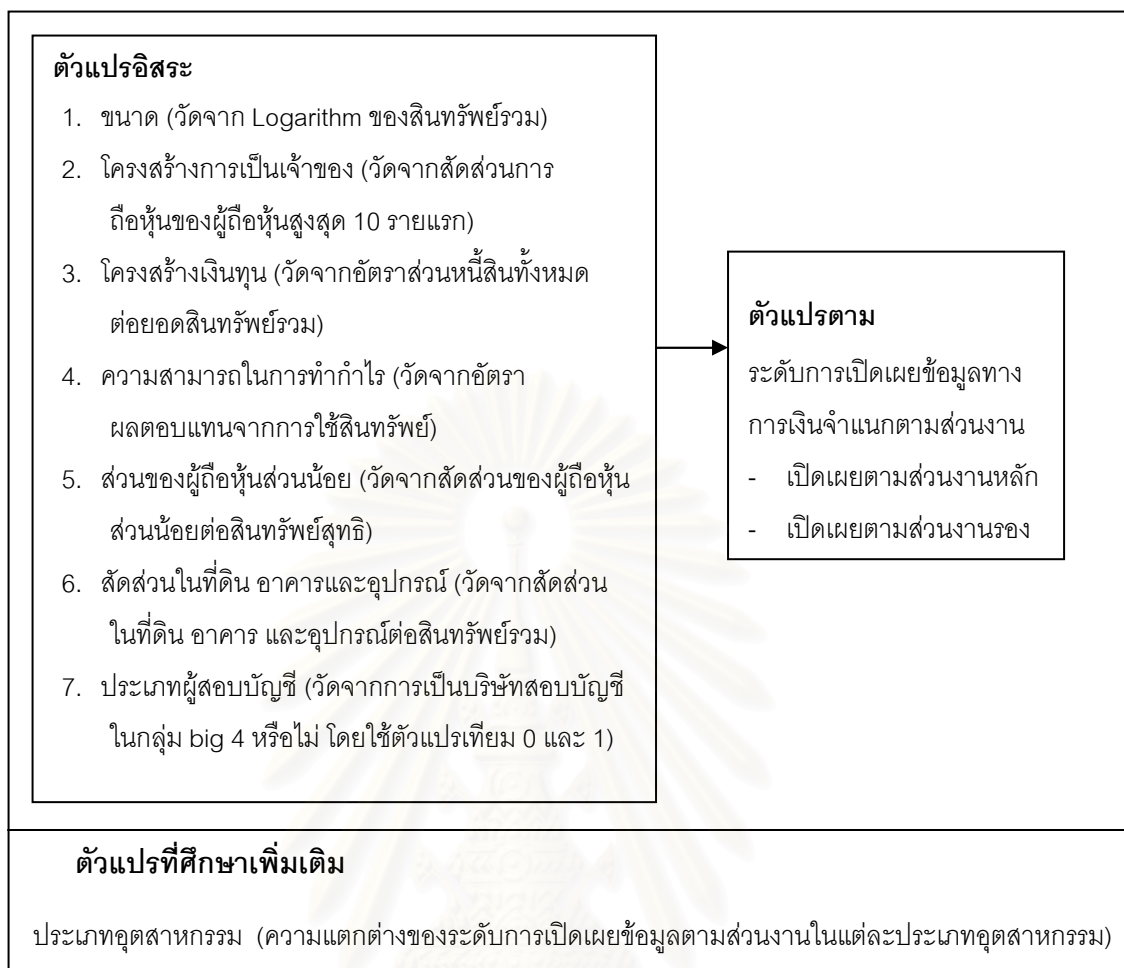 ตัวแปรอิสระ
1. ขนาด (วัดจาก Logarithm ของสินทรัพย์รวม)
2. โครงสร้างการเป็นเจ้าของ (วัดจากสัดส่วนการ
ถือหุ้นของผู้ถือหุ้นสูงสุด 10 รายแรก)
3. โครงสร้างเงินทุน (วัดจากอัตราส่วนหนี้สินทั้งหมด
ต่อยอดสินทรัพย์รวม)
4. ความสามารถในการทำกำไร (วัดจากอัตรา
ผลตอบแทนจากการใช้สินทรัพย์)
5. ส่วนของผู้ถือหุ้นส่วนน้อย (วัดจากสัดส่วนของผู้ถือหุ้น
ส่วนน้อยต่อสินทรัพย์สุทธิ)
6. สัดส่วนในที่ดิน อาคารและอุปกรณ์ (วัดจากสัดส่วน
ในที่ดิน อาคาร และอุปกรณ์ต่อสินทรัพย์รวม)
7. ประเภทผู้สอบบัญชี (วัดจากการเป็นบริษัทสอบบัญชี
ในกลุ่ม big 4 หรือไม่ โดยใช้ตัวแปรเทียม 0 และ 1)
ตัวแปรตาม
ระดับการเปิดเผยข้อมูลทาง
การเงินจำแนกตามส่วนงาน
- เปิดเผยตามส่วนงานหลัก
- เปิดเผยตามส่วนงานรอง
ตัวแปรที่ศึกษาเพิ่มเติม
ประเภทอุตสาหกรรม (ความแตกต่างของระดับการเปิดเผยข้อมูลตามส่วนงานในแต่ละประเภทอุตสาหกรรม)